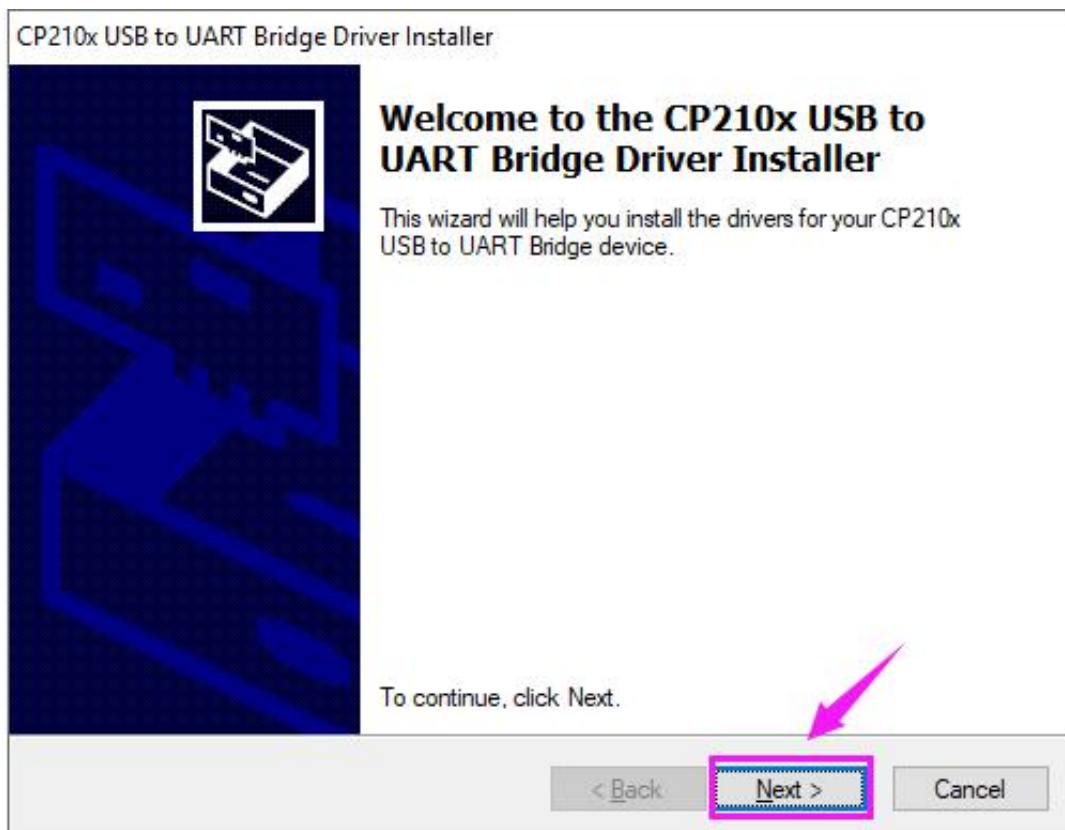 CP210x USB to UART Bridge Driver Installer
Welcome to the CP210x USB to
UART Bridge Driver Installer
This wizard will help you install the drivers for your CP210x
USB to UART Bridge device.
To continue, click Next.
< Back
Next >
Cancel